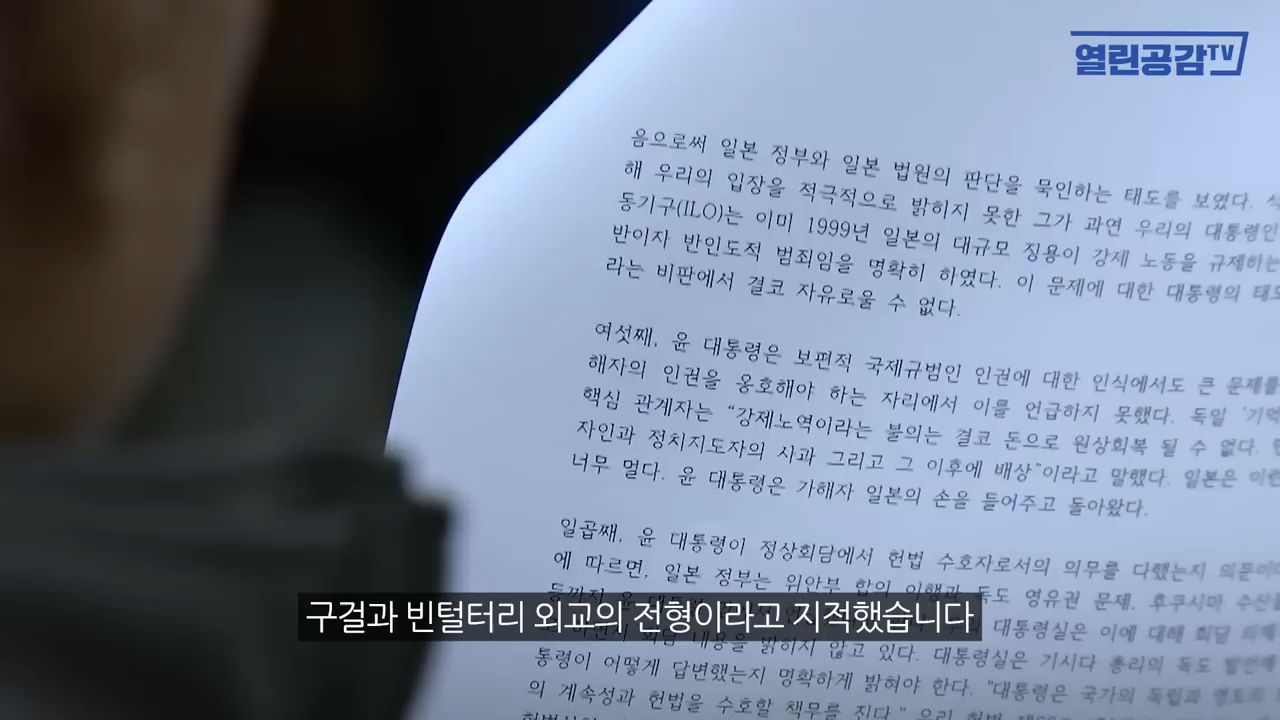 열린공감TV
음으로써 일본 정부와 일본 법원의 판단을 묵인하는 태도를 보였다.
해 우리의 입장을 적극적으로 밝히지 못한 그가 과연 우리의 대통령인
동기구(ILO)는 이미 1999년 일본의 대규모 징용이 강제 노동을 규제하는
반이자 반인도적 범죄임을 명확히 하였다. 이 문제에 대한 대통령의 태도
라는 비판에서 결코 자유로울 수 없다.
여섯째, 윤 대통령은 보편적 국제규범인 인권에 대한 인식에서도 큰 문제를
해자의 인권을 옹호해야 하는 자리에서 이를 언급하지 못했다. 독일 '기억
핵심 관계자는 "강제노역이라는 불의는 결코 돈으로 원상회복 될 수 없다.
자인과 정치지도자의 사과 그리고 그 이후에 배상"이라고 말했다. 일본은 이런
너무 멀다. 윤 대통령은 가해자 일본의 손을 들어주고 돌아왔다.
일곱째, 윤 대통령이 정상회담에서 헌법 수호자로서의 의무를 다했는지 의문이
에 따르면, 일본 정부는 위안부 합의 이행과 독도 영유권 문제, 후쿠시마 수산
대통령실은 이에 대해 회담
구걸과 빈털터리 외교의 전형이라고 지적했습니다
내용을 밝히지 않고 있다. 대통령실은 기시다 총리의 독도 발언에
통령이 어떻게 답변했는지 명확하게 밝혀야 한다. "대통령은 국가의 독립과 영토의
의 계속성과 헌법을 수호할 책무를 진다." 우리 헌법